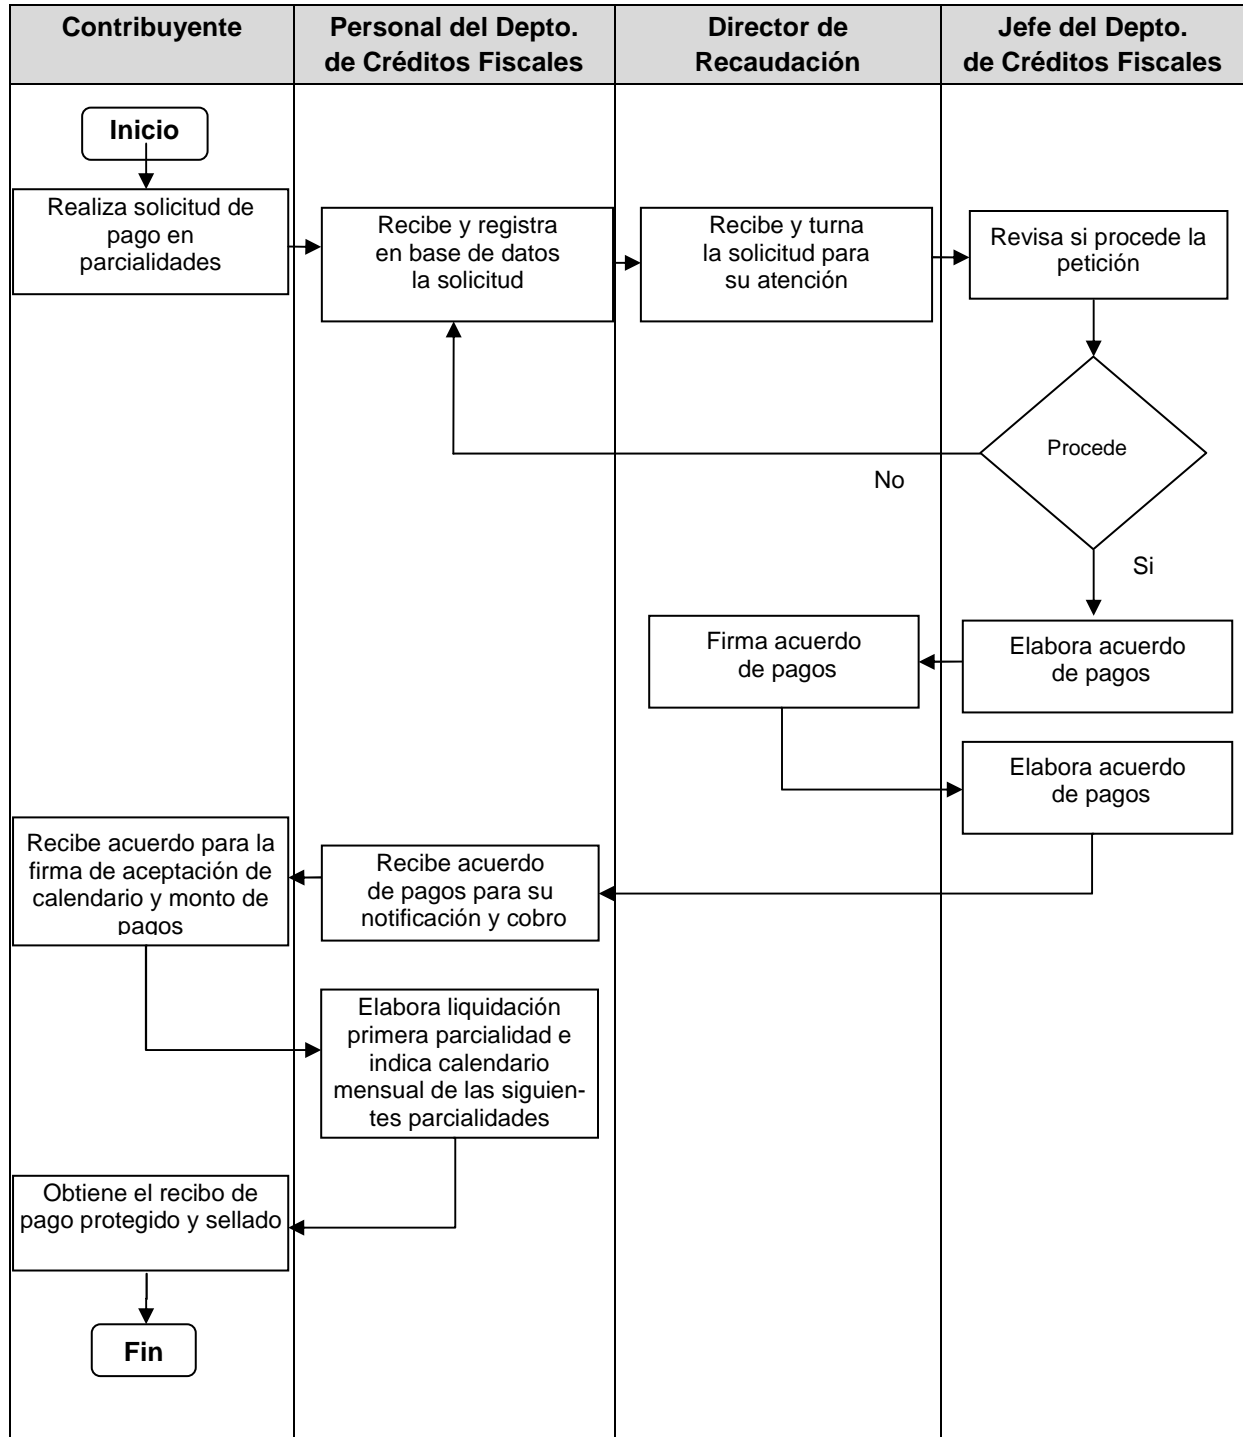 Contribuyente
Personal del Depto.
de Créditos Fiscales
Director de
Recaudación
Jefe del Depto.
de Créditos Fiscales
Inicio
Realiza solicitud de
pago en
parcialidades
Recibe y registra
en base de datos
la solicitud
Recibe y turna
la solicitud para
su atención
Revisa si procede la
petición
Procede
No
Si
Firma acuerdo
de pagos
Elabora acuerdo
de pagos
Elabora acuerdo
de pagos
Recibe acuerdo para la
firma de aceptación de
calendario y monto de
pagos
Recibe acuerdo
de pagos para su
notificación y cobro
Elabora liquidación
primera parcialidad e
indica calendario
mensual de las siguien-
tes parcialidades
Obtiene el recibo de
pago protegido y sellado
Fin